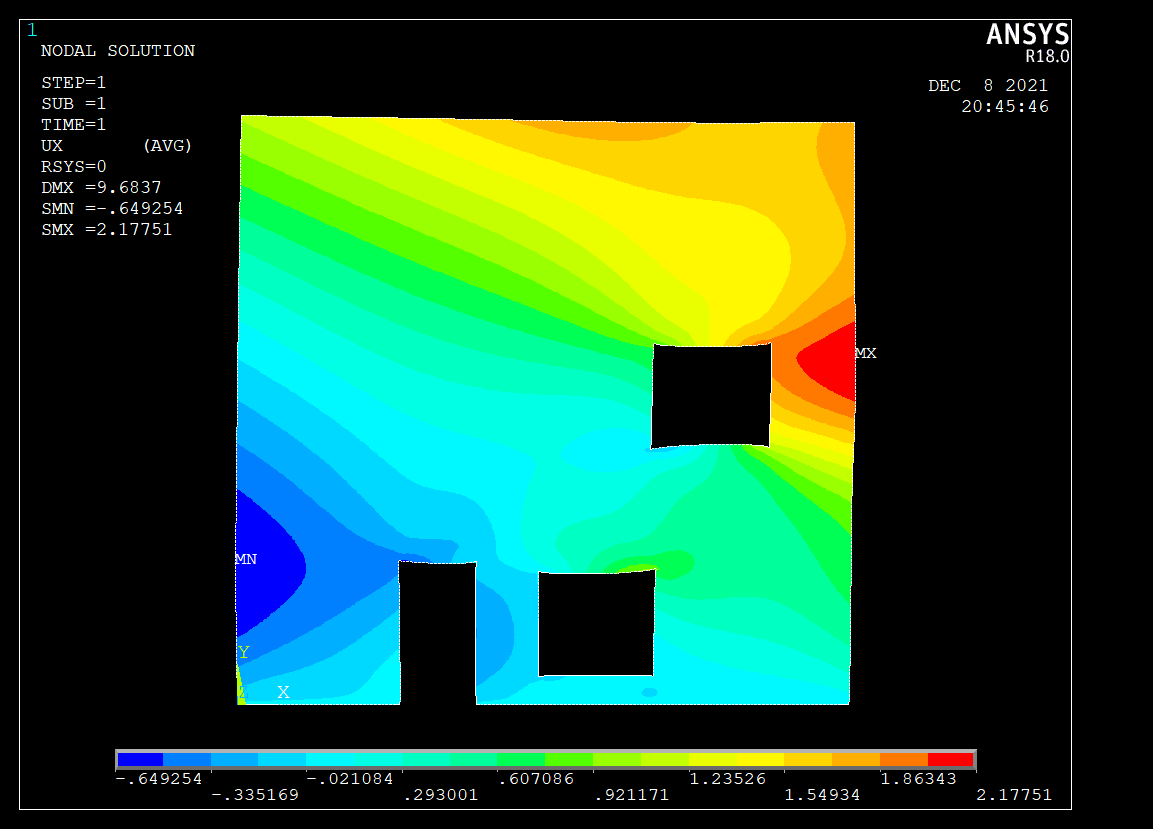 1
ANSYS
R18.0
NODAL SOLUTION
STEP=1
SUB =1
TIME=1
UX (AVG)
RSYS=0
DMX =9.6837
SMN =-.649254
SMX =2.17751
DEC 8 2021
20:45:46
MX
MN
Y
Z X
-.649254 -.021084 .607086 1.23526 1.86343
-.335169 .293001 .921171 1.54934 2.17751